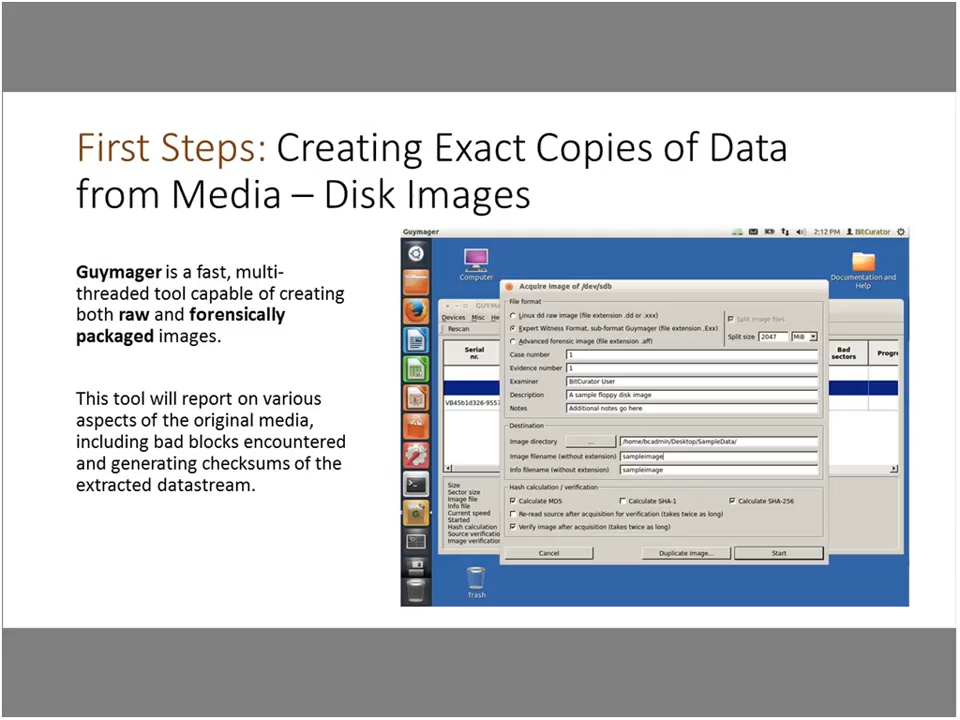 First Steps: Creating Exact Copies of Data
from Media – Disk Images
Guymager is a fast, multi-
threaded tool capable of creating
both raw and forensically
packaged images.
This tool will report on various
aspects of the original media,
including bad blocks encountered
and generating checksums of the
extracted datastream.
Guymager
2:12 PM BitCurator
Computer
Documentation and
Help
Devices Misc He
Rescan
Serial
nr.
Bad
sectors
Progre
VB45b1d326-9557
Acquire image of /dev/sdb
File format
Linux dd raw image (file extension .dd or .xxx)
Expert Witness Format, sub-format Guymager (file extension .Exx)
Advanced forensic image (file extension .aff)
Split image files
Split size 2047 MiB
Case number 1
Evidence number 1
Examiner BitCurator User
Description A sample floppy disk image
Notes Additional notes go here
Destination
Image directory ... /home/bcadmin/Desktop/SampleData/
Image filename (without extension) sampleimage
Info filename (without extension) sampleimage
Hash calculation / verification
Calculate MD5 Calculate SHA-1 Calculate SHA-256
Re-read source after acquisition for verification (takes twice as long)
Verify image after acquisition (takes twice as long)
Cancel Duplicate image... Start
Size
Sector size
Image file
Info file
Current speed
Started
Hash calculation
Source verificatio
Image verificatio
Trash